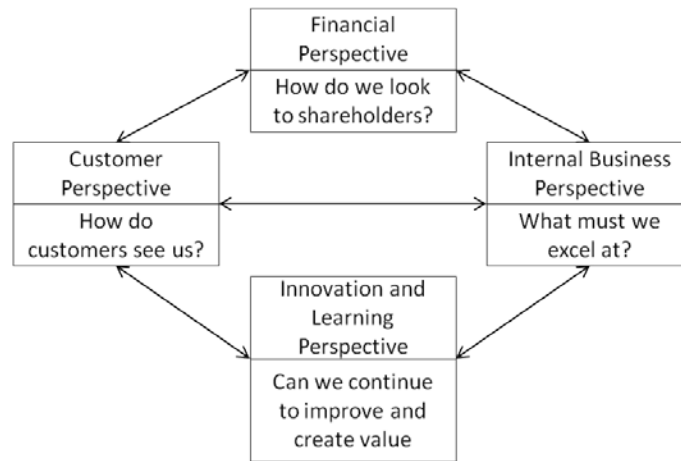 Financial
Perspective
How do we look
to shareholders?
Customer
Perspective
How do
customers see us?
Internal Business
Perspective
What must we
excel at?
Innovation and
Learning
Perspective
Can we continue
to improve and
create value